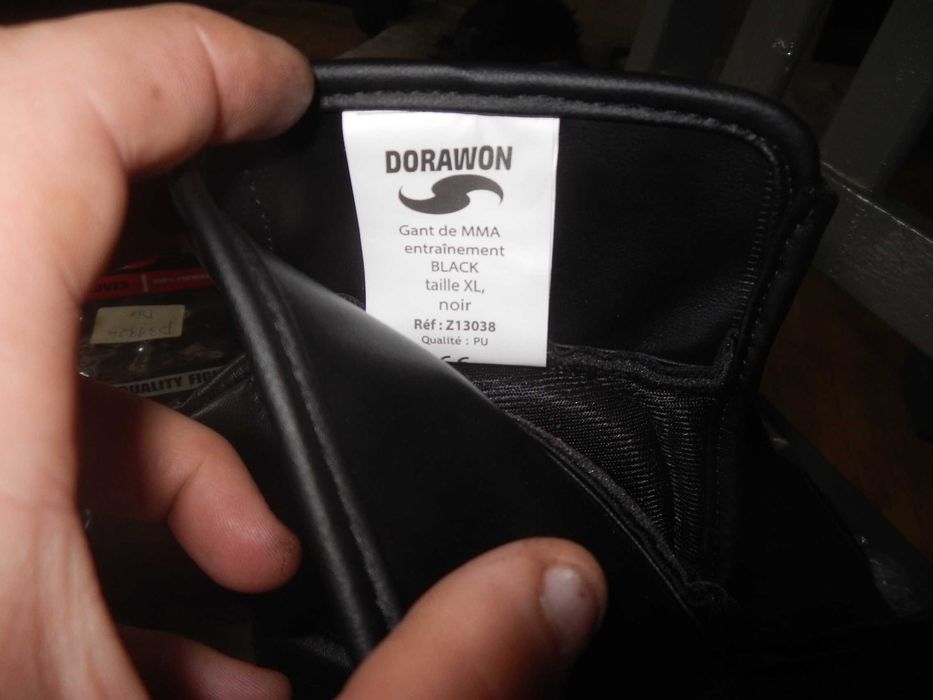 DORAWON
Gant de MMA
entraînement
BLACK
taille XL,
noir
Réf : Z13038
Qualité : PU